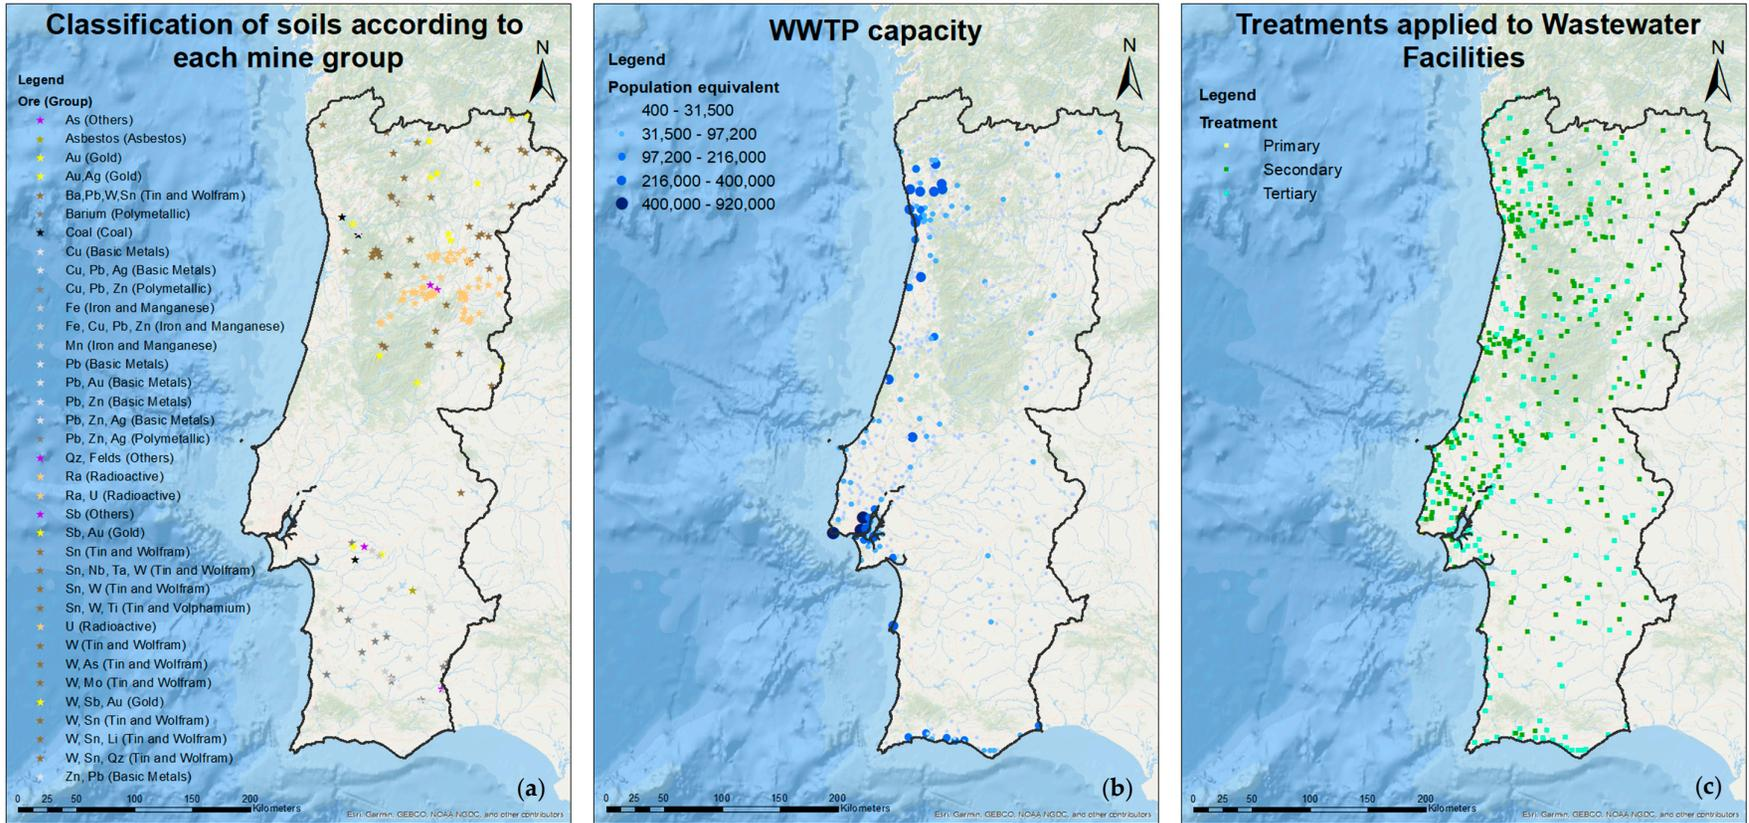 Classification of soils according to
each mine group
N
Legend
Ore (Group)
As (Others)
Asbestos (Asbestos)
Au (Gold)
Au,Ag (Gold)
Ba,Pb,W,Sn (Tin and Wolfram)
Barium (Polymetallic)
Coal (Coal)
Cu (Basic Metals)
Cu, Pb, Ag (Basic Metals)
Cu, Pb, Zn (Polymetallic)
Fe (Iron and Manganese)
Fe, Cu, Pb, Zn (Iron and Manganese)
Mn (Iron and Manganese)
Pb (Basic Metals)
Pb, Au (Basic Metals)
Pb, Zn (Basic Metals)
Pb, Zn, Ag (Basic Metals)
Pb, Zn, Ag (Polymetallic)
Qz, Felds (Others)
Ra (Radioactive)
Ra, U (Radioactive)
Sb (Others)
Sb, Au (Gold)
Sn (Tin and Wolfram)
Sn, Nb, Ta, W (Tin and Wolfram)
Sn, W (Tin and Wolfram)
Sn, W, Ti (Tin and Volphamium)
U (Radioactive)
W (Tin and Wolfram)
W, As (Tin and Wolfram)
W, Mo (Tin and Wolfram)
W, Sb, Au (Gold)
W, Sn (Tin and Wolfram)
W, Sn, Li (Tin and Wolfram)
W, Sn, Qz (Tin and Wolfram)
Zn, Pb (Basic Metals)
(a)
0 25 50 100 150 200
Kilometers
Esri, Garmin, GEBCO, NOAA NGDC, and other contributors
WWTP capacity
N
Legend
Population equivalent
400 - 31,500
31,500 - 97,200
97,200 - 216,000
216,000 - 400,000
400,000 - 920,000
(b)
0 25 50 100 150 200
Kilometers
Esri, Garmin, GEBCO, NOAA NGDC, and other contributors
Treatments applied to Wastewater
Facilities
N
Legend
Treatment
Primary
Secondary
Tertiary
(c)
0 25 50 100 150 200
Kilometers
Esri, Garmin, GEBCO, NOAA NGDC, and other contributors